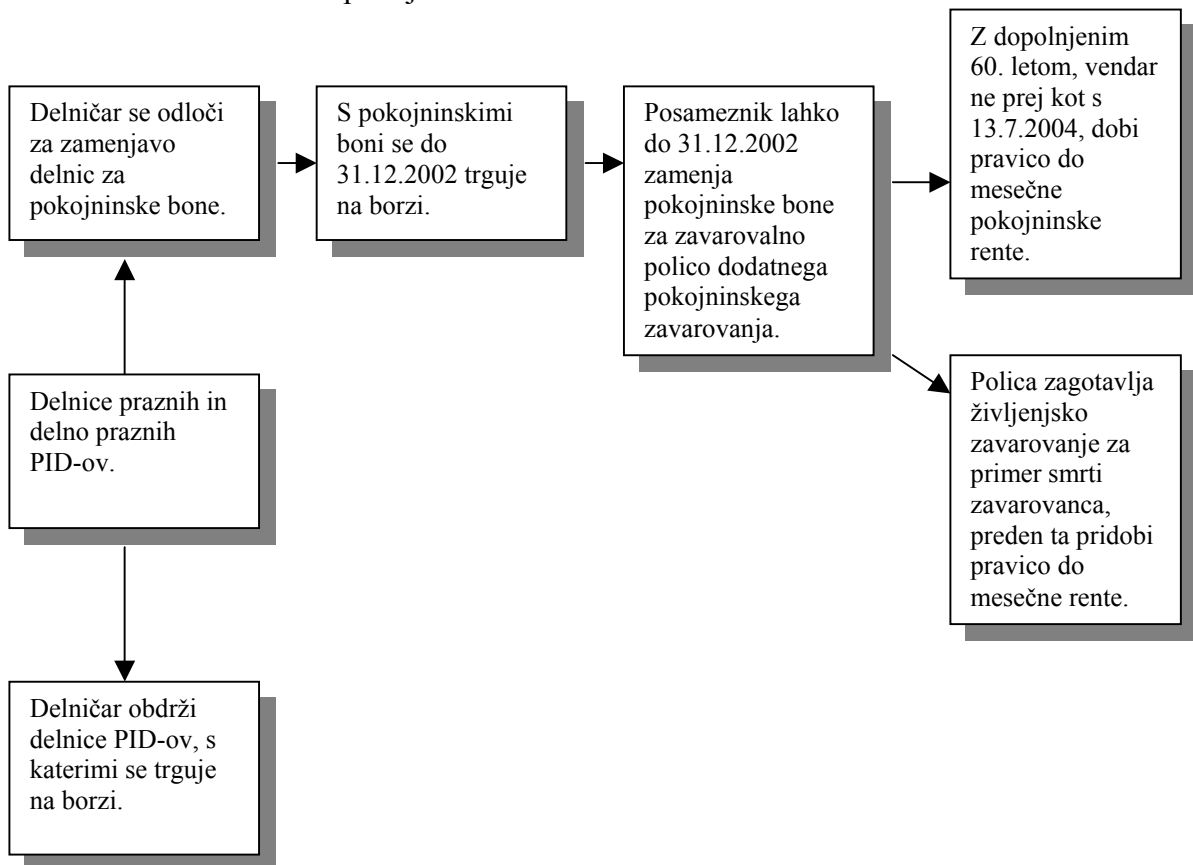 Delničar se odloči
za zamenjavo
delnic za
pokojninske bone.
S pokojninskimi
boni se do
31.12.2002 trguje
na borzi.
Posameznik lahko
do 31.12.2002
zamenja
pokojninske bone
za zavarovalno
polico dodatnega
pokojninskega
zavarovanja.
Z dopolnjenim
60. letom, vendar
ne prej kot s
13.7.2004, dobi
pravico do
mesečne
pokojninske
rente.
Delnice praznih in
delno praznih
PID-ov.
Polica zagotavlja
življenjsko
zavarovanje za
primer smrti
zavarovanca,
preden ta pridobi
pravico do
mesečne rente.
Delničar obdrži
delnice PID-ov, s
katerimi se trguje
na borzi.